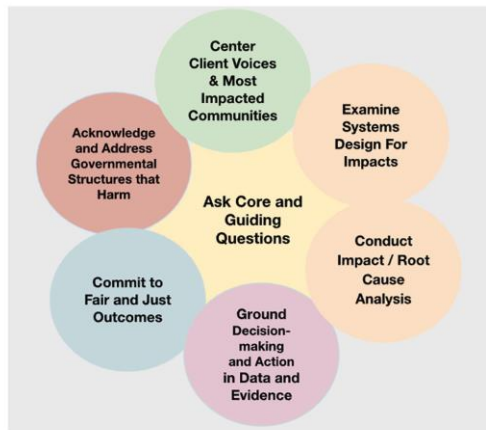 Center
Client Voices
& Most
Impacted
Communities
Examine
Systems
Design For
Impacts
Conduct
Impact / Root
Cause
Analysis
Ground
Decision-
making
and Action
in Data and
Evidence
Commit to
Fair and Just
Outcomes
Acknowledge
and Address
Governmental
Structures that
Harm
Ask Core and
Guiding
Questions